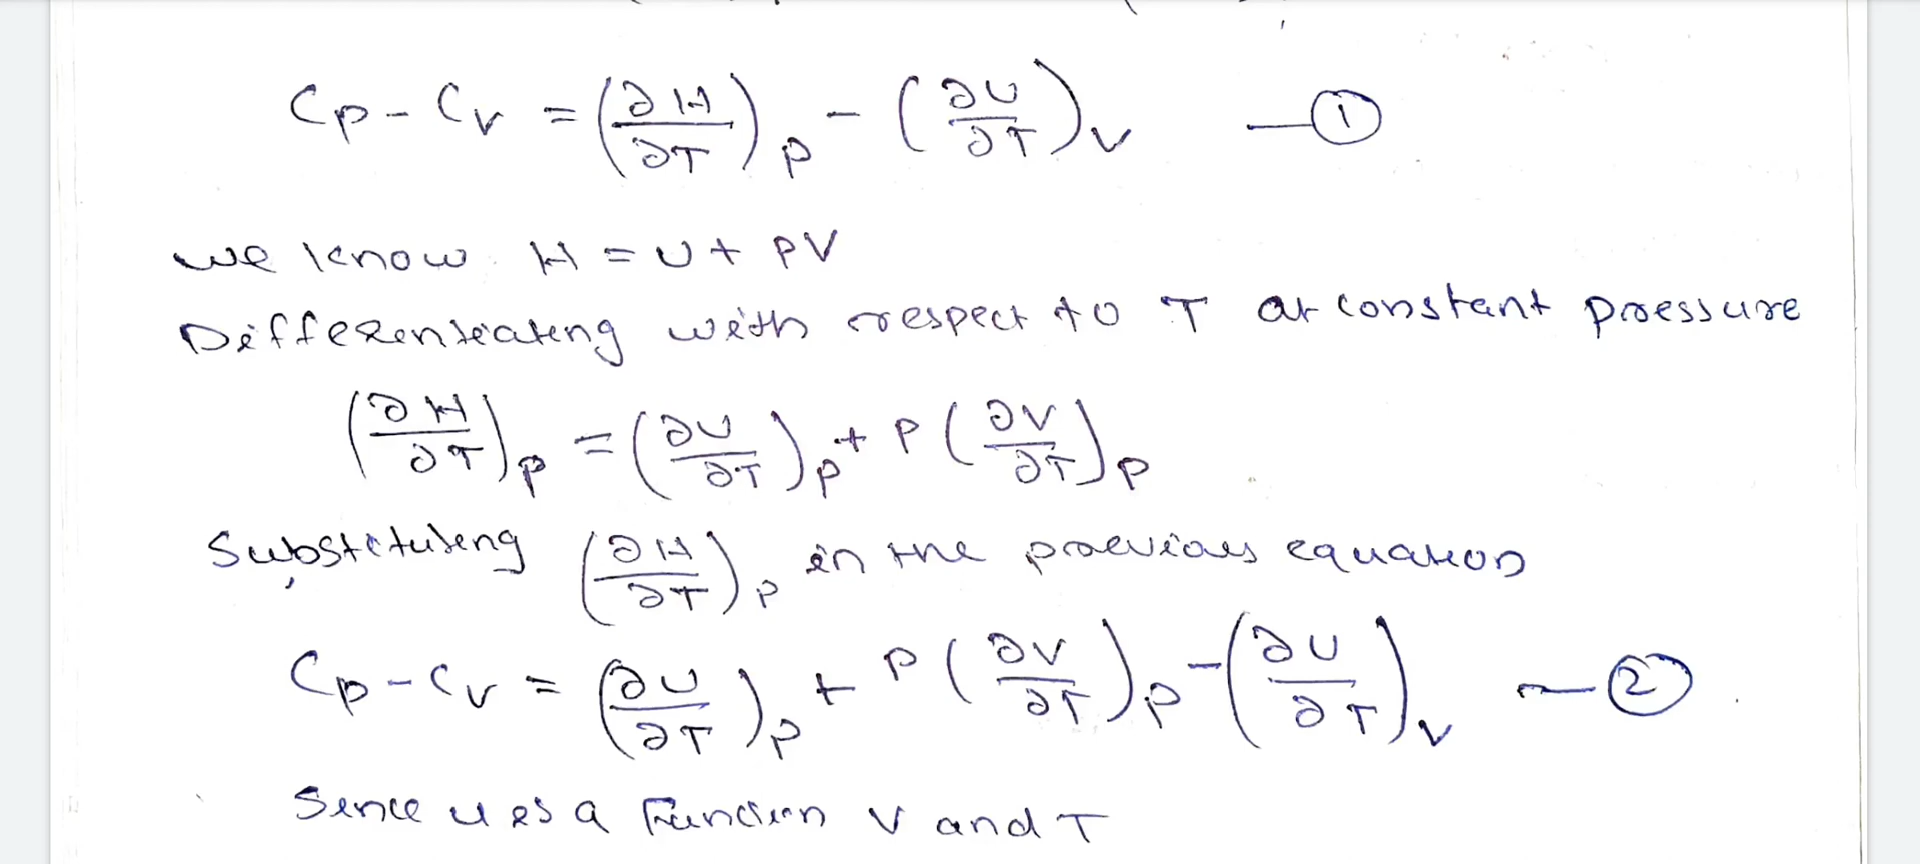 Cp - Cv = (∂H/∂T)p - (∂U/∂T)v — ①
we know H = U + PV
Differentiating with respect to T at constant pressure
(∂H/∂T)p = (∂U/∂T)p + P(∂V/∂T)p
Substituting (∂H/∂T)p in the previous equation
Cp - Cv = (∂U/∂T)p + P(∂V/∂T)p - (∂U/∂T)v — ②
Since U is a Function V and T